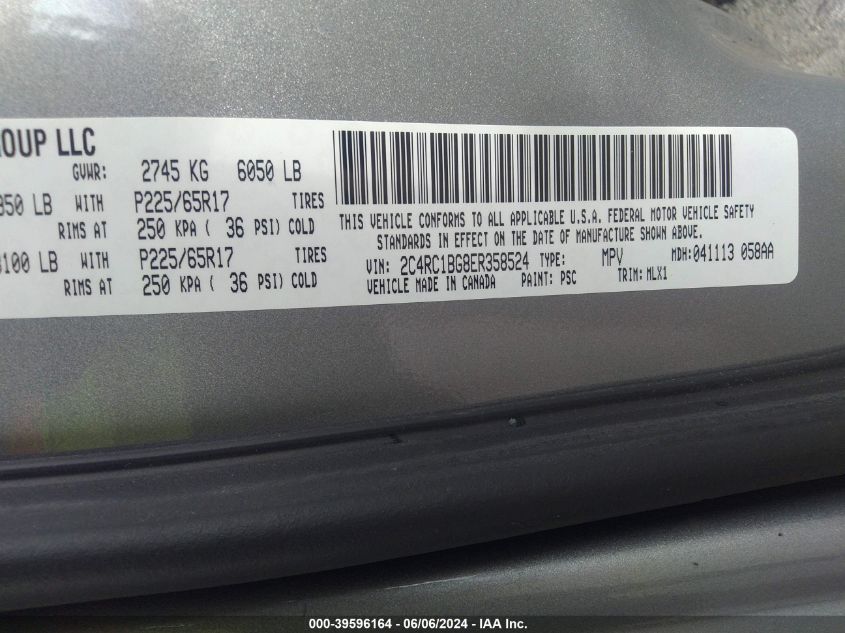 ROUP LLC
GVWR: 2745 KG 6050 LB
WITH P225/65R17 TIRES
RIMS AT 250 KPA ( 36 PSI) COLD
WITH P225/65R17 TIRES
RIMS AT 250 KPA ( 36 PSI) COLD
THIS VEHICLE CONFORMS TO ALL APPLICABLE U.S.A. FEDERAL MOTOR VEHICLE SAFETY
STANDARDS IN EFFECT ON THE DATE OF MANUFACTURE SHOWN ABOVE.
VIN: 2C4RC1BG8ER358524 TYPE: MPV MDH: 041113 058AA
VEHICLE MADE IN CANADA PAINT: PSC TRIM: MLX1
000-39596164 - 06/06/2024 - IAA Inc.